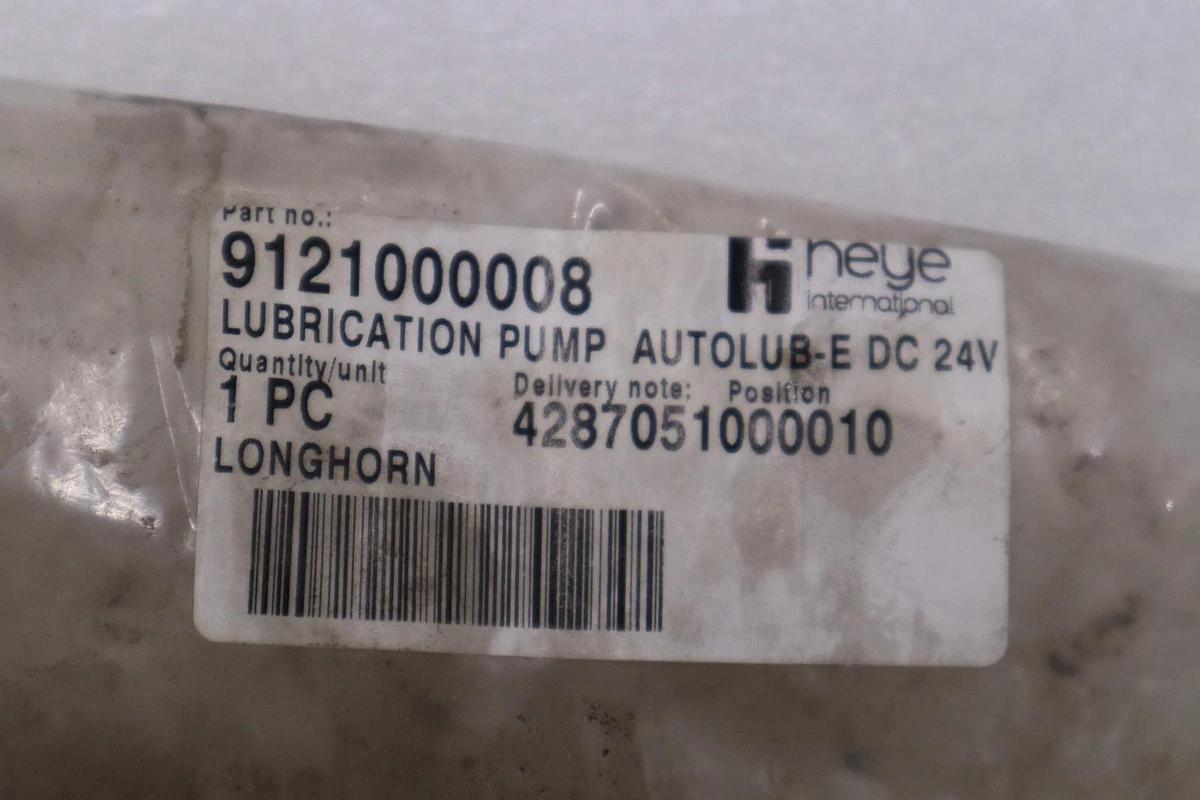 Part no.:
9121000008
heye
international
LUBRICATION PUMP AUTOLUB-E DC 24V
Quantity/unit
Delivery note: Position
1 PC
4287051000010
LONGHORN